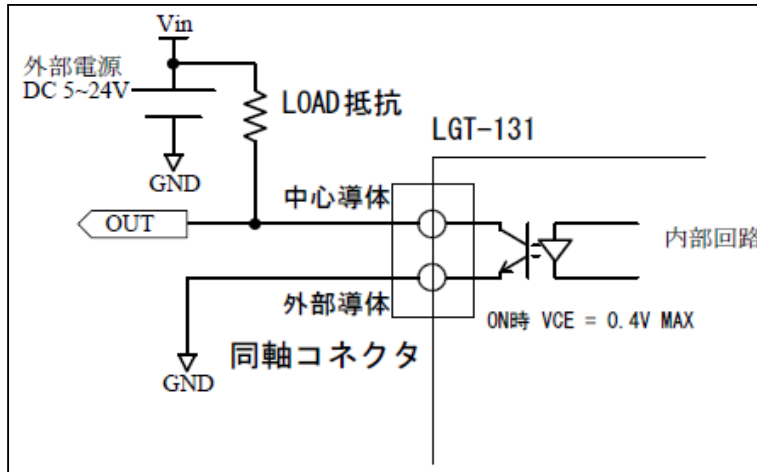 Vin
外部電源
DC 5~24V
LOAD抵抗
LGT-131
GND
中心導体
OUT
内部回路
外部導体
ON時 VCE = 0.4V MAX
同軸コネクタ
GND